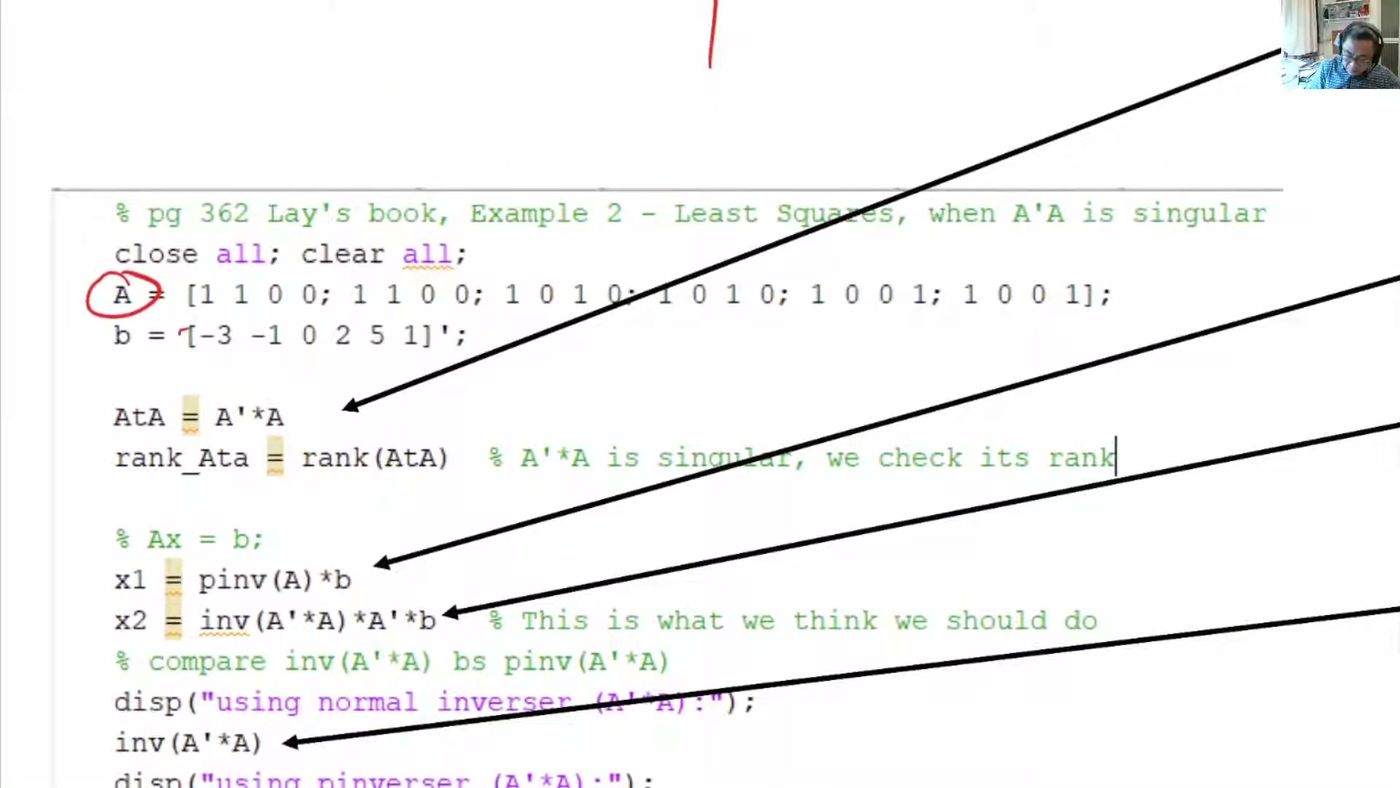 % pg 362 Lay's book, Example 2 - Least Squares, when A'A is singular
close all; clear all;
A = [1 1 0 0; 1 1 0 0; 1 0 1 0; 1 0 1 0; 1 0 0 1; 1 0 0 1];
b = [-3 -1 0 2 5 1]';
AtA = A'*A
rank_Ata = rank(AtA) % A'*A is singular, we check its rank
% Ax = b;
x1 = pinv(A)*b
x2 = inv(A'*A)*A'*b % This is what we think we should do
% compare inv(A'*A) bs pinv(A'*A)
disp("using normal inverser (A'*A):");
inv(A'*A)
disp("using pinverser (A'*A):");